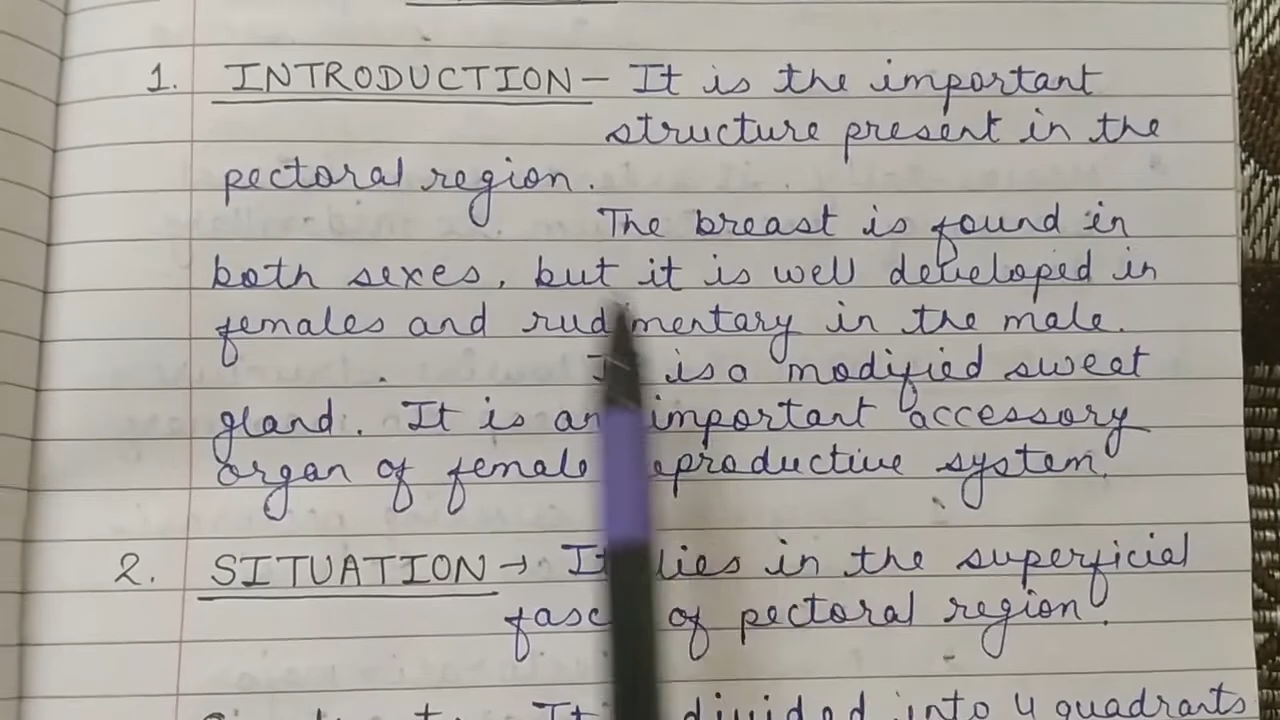 1. INTRODUCTION – It is the important
structure present in the
pectoral region.
The breast is found in
both sexes, but it is well developed in
females and rudimentary in the male.
is a modified sweat
gland. It is an important accessory
organ of female reproductive system.
2. SITUATION → It lies in the superficial
of pectoral region.
It divided into 4 quadrants